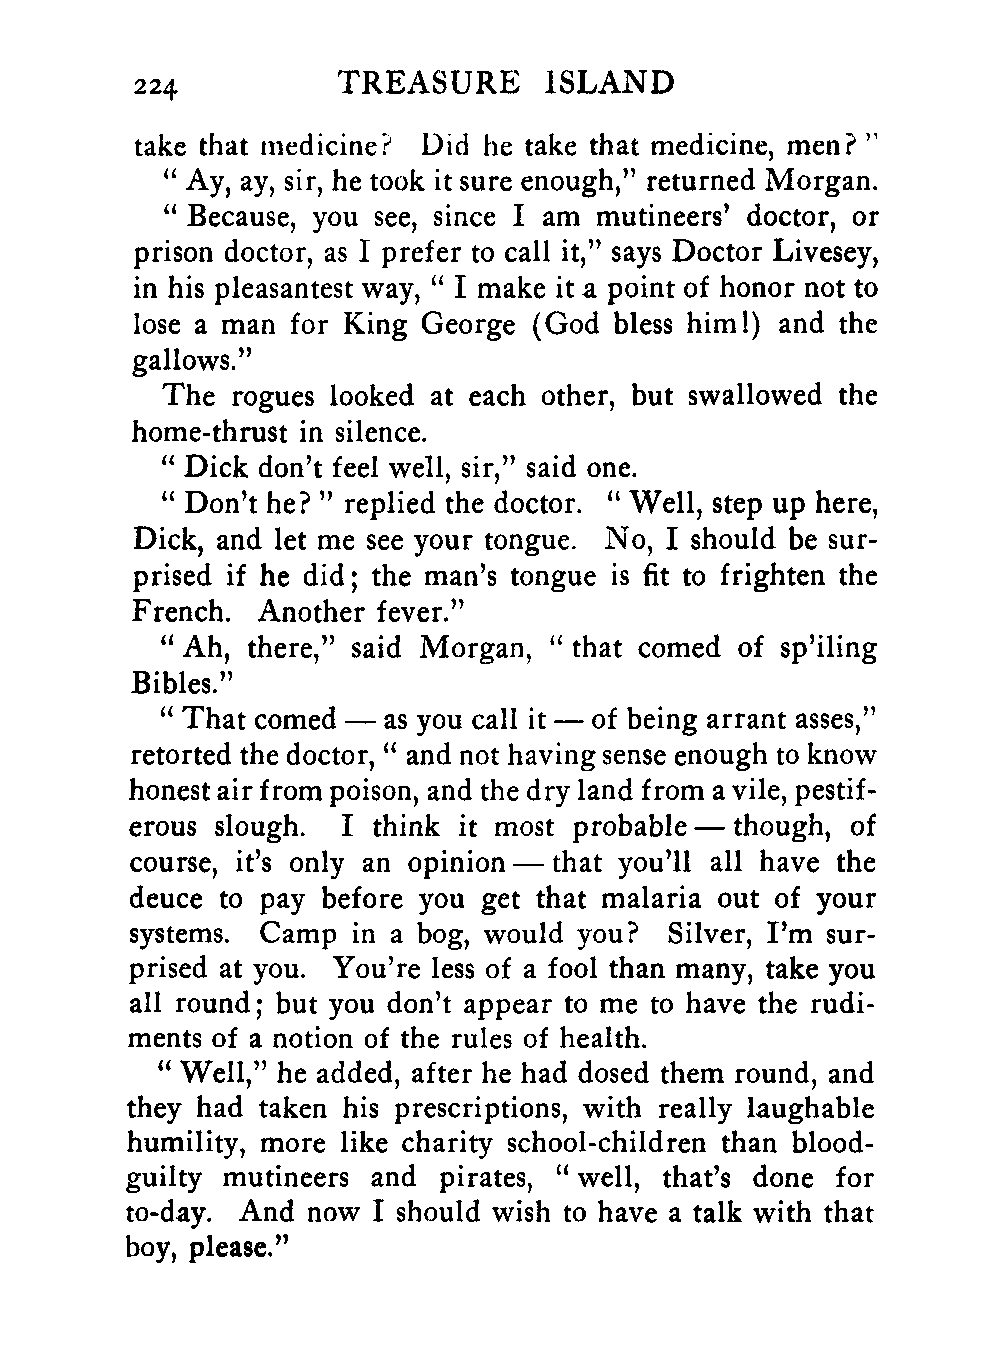 224 TREASURE ISLAND
take that medicine? Did he take that medicine, men?"
"Ay, ay, sir, he took it sure enough," returned Morgan.
"Because, you see, since I am mutineers' doctor, or
prison doctor, as I prefer to call it," says Doctor Livesey,
in his pleasantest way, "I make it a point of honor not to
lose a man for King George (God bless him!) and the
gallows."
The rogues looked at each other, but swallowed the
home-thrust in silence.
"Dick don't feel well, sir," said one.
"Don't he?" replied the doctor. "Well, step up here,
Dick, and let me see your tongue. No, I should be sur-
prised if he did; the man's tongue is fit to frighten the
French. Another fever."
"Ah, there," said Morgan, "that comed of sp'iling
Bibles."
"That comed — as you call it — of being arrant asses,"
retorted the doctor, "and not having sense enough to know
honest air from poison, and the dry land from a vile, pestif-
erous slough. I think it most probable — though, of
course, it's only an opinion — that you'll all have the
deuce to pay before you get that malaria out of your
systems. Camp in a bog, would you? Silver, I'm sur-
prised at you. You're less of a fool than many, take you
all round; but you don't appear to me to have the rudi-
ments of a notion of the rules of health.
"Well," he added, after he had dosed them round, and
they had taken his prescriptions, with really laughable
humility, more like charity school-children than blood-
guilty mutineers and pirates, "well, that's done for
to-day. And now I should wish to have a talk with that
boy, please."